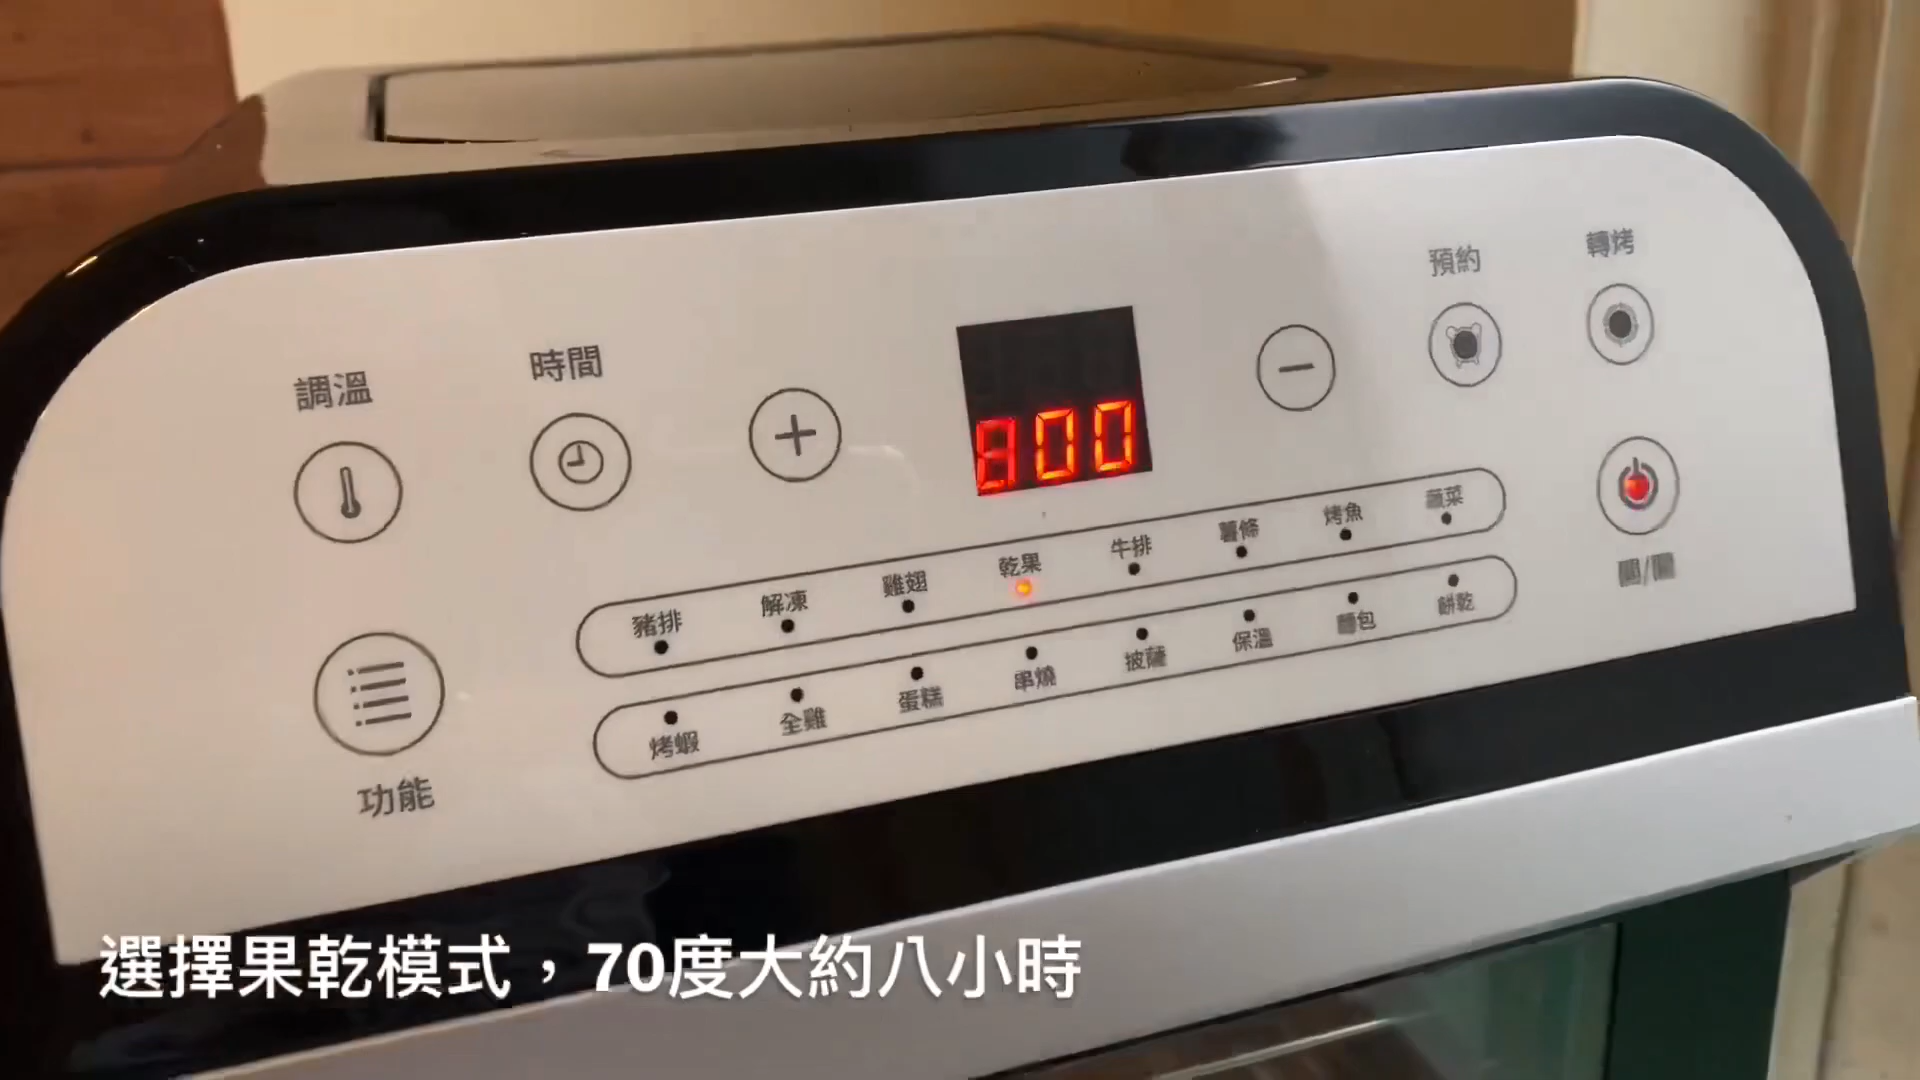 預約
轉烤
調溫
時間
00
豬排 解凍 雞翅 乾果 牛排 薯條 烤魚 蔬菜
烤蝦 全雞 蛋糕 串燒 披薩 保溫 麵包 餅乾
功能
選擇果乾模式，70度大約八小時